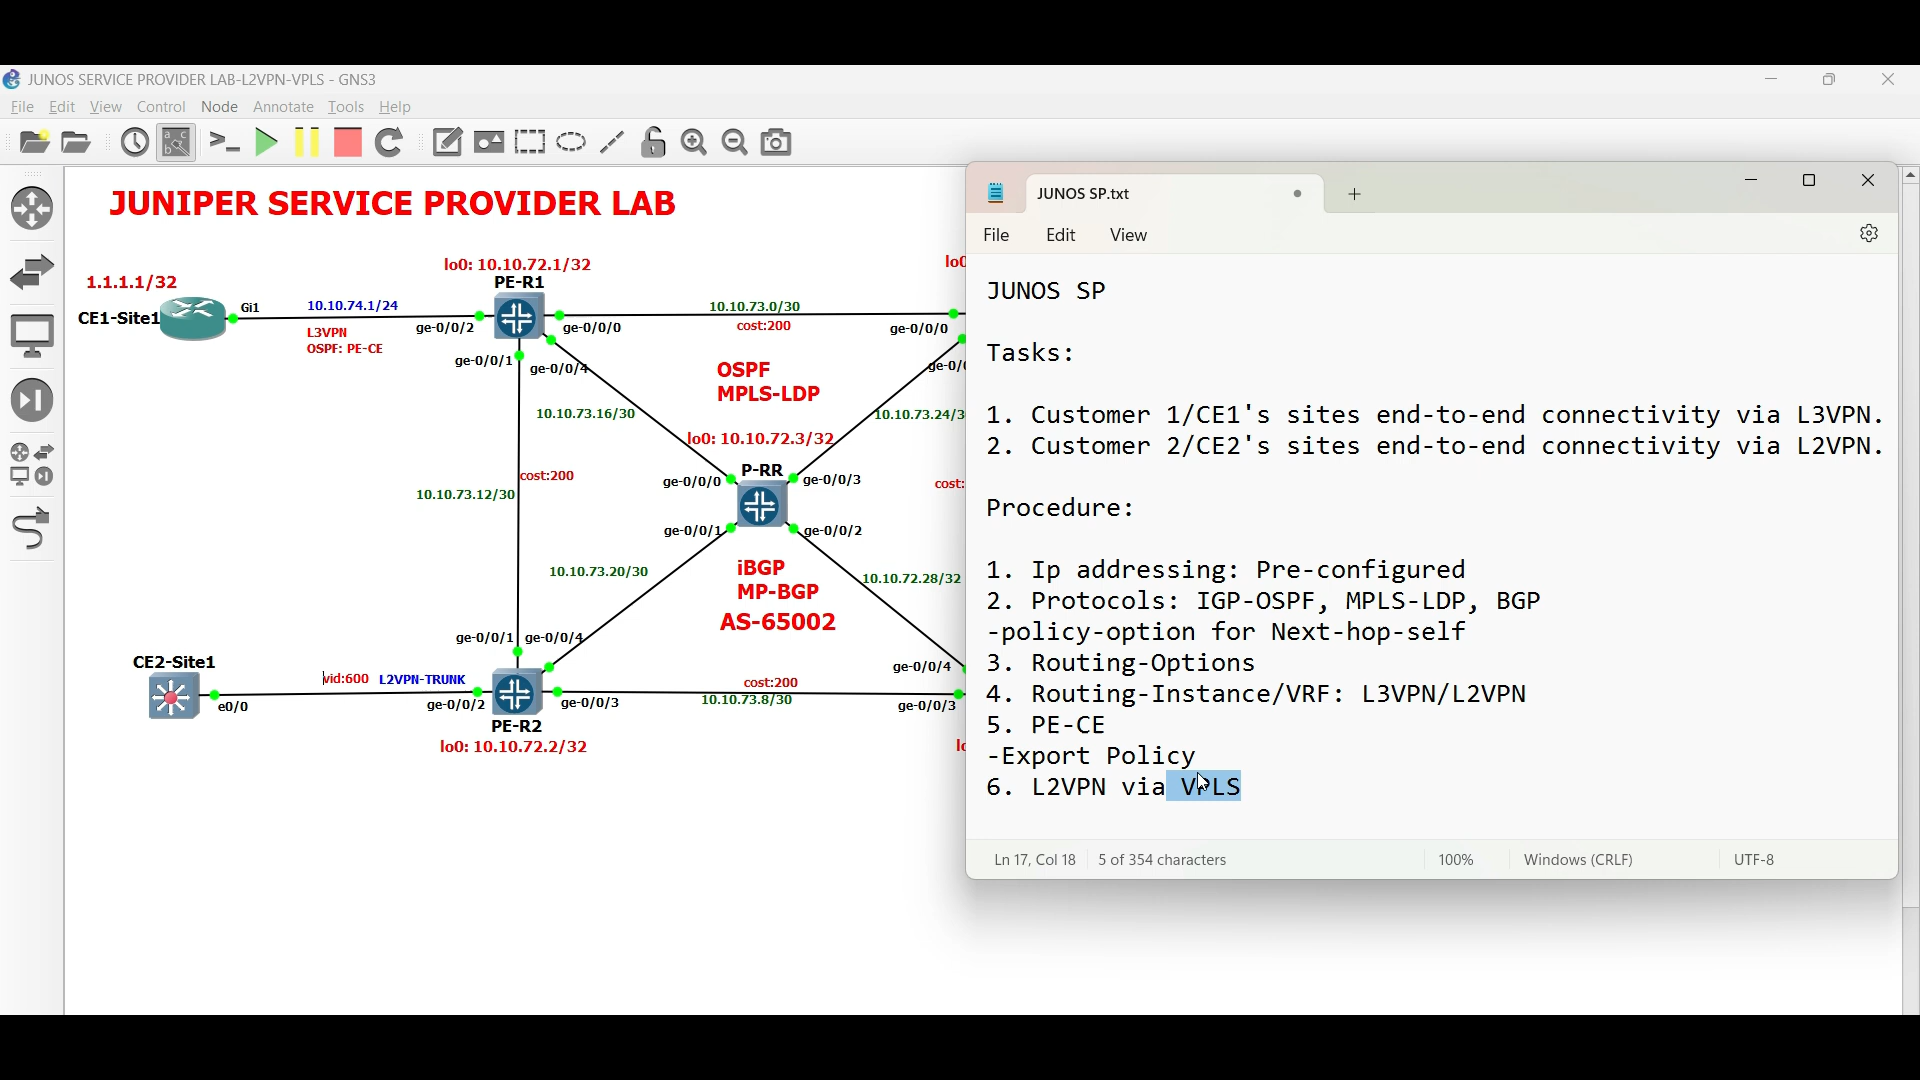 JUNOS SERVICE PROVIDER LAB-L2VPN-VPLS - GNS3
File Edit View Control Node Annotate Tools Help
JUNIPER SERVICE PROVIDER LAB
lo0: 10.10.72.1/32
PE-R1
1.1.1.1/32
CE1-Site1
Gi1
10.10.74.1/24
L3VPN
OSPF: PE-CE
ge-0/0/2
ge-0/0/0
10.10.73.0/30
cost:200
ge-0/0/0
ge-0/0/1
ge-0/0/4
OSPF
MPLS-LDP
10.10.73.16/30
10.10.73.24/3
lo0: 10.10.72.3/32
P-RR
ge-0/0/0
ge-0/0/3
cost:200
cost:
10.10.73.12/30
ge-0/0/1
ge-0/0/2
10.10.73.20/30
iBGP
MP-BGP
AS-65002
10.10.72.28/32
ge-0/0/1
ge-0/0/4
CE2-Site1
vid:600
L2VPN-TRUNK
e0/0
ge-0/0/2
ge-0/0/3
cost:200
10.10.73.8/30
ge-0/0/4
ge-0/0/3
PE-R2
lo0: 10.10.72.2/32
JUNOS SP.txt
File Edit View
JUNOS SP
Tasks:
1. Customer 1/CE1's sites end-to-end connectivity via L3VPN.
2. Customer 2/CE2's sites end-to-end connectivity via L2VPN.
Procedure:
1. Ip addressing: Pre-configured
2. Protocols: IGP-OSPF, MPLS-LDP, BGP
-policy-option for Next-hop-self
3. Routing-Options
4. Routing-Instance/VRF: L3VPN/L2VPN
5. PE-CE
-Export Policy
6. L2VPN via VPLS
Ln 17, Col 18 5 of 354 characters 100% Windows (CRLF) UTF-8